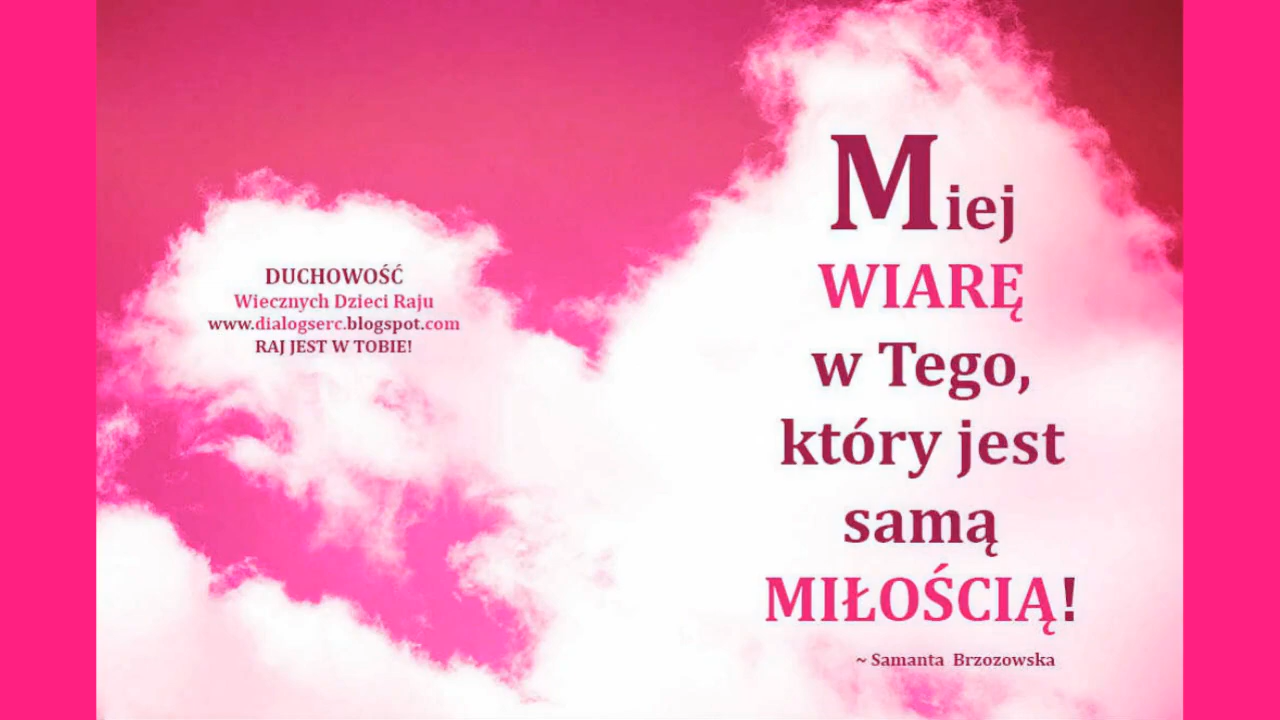 DUCHOWOŚĆ
Wiecznych Dzieci Raju
www.dialogserc.blogspot.com
RAJ JEST W TOBIE!
Miej
WIARĘ
w Tego,
który jest
samą
MIŁOŚCIĄ!
~ Samanta Brzozowska